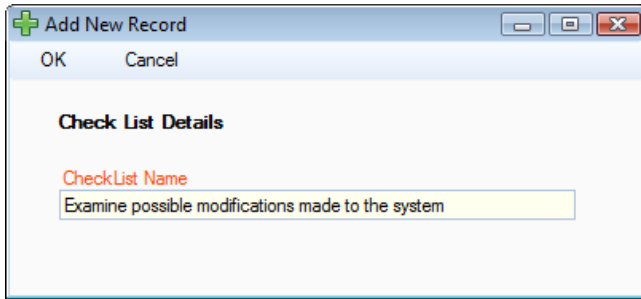 Add New Record
OK Cancel
Check List Details
CheckList Name
Examine possible modifications made to the system